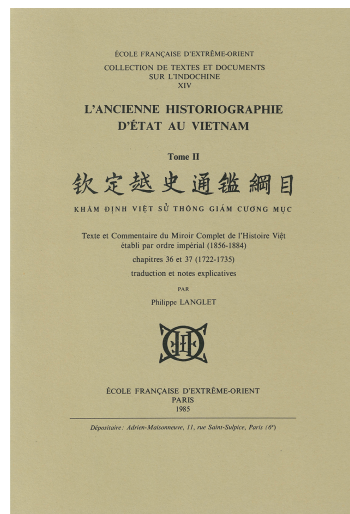 ÉCOLE FRANÇAISE D'EXTRÊME-ORIENT
COLLECTION DE TEXTES ET DOCUMENTS
SUR L'INDOCHINE
XIV
L'ANCIENNE HISTORIOGRAPHIE
D'ÉTAT AU VIETNAM
Tome II
欽定越史通鑑綱目
KHÂM ĐỊNH VIỆT SỬ THÔNG GIÁM CƯƠNG MỤC
Texte et Commentaire du Miroir Complet de l'Histoire Việt
établi par ordre impérial (1856-1884)
chapitres 36 et 37 (1722-1735)
traduction et notes explicatives
PAR
Philippe LANGLET
ÉCOLE FRANÇAISE D'EXTRÊME-ORIENT
PARIS
1985
Dépositaire : Adrien-Maisonneuve, 11, rue Saint-Sulpice, Paris (6e)